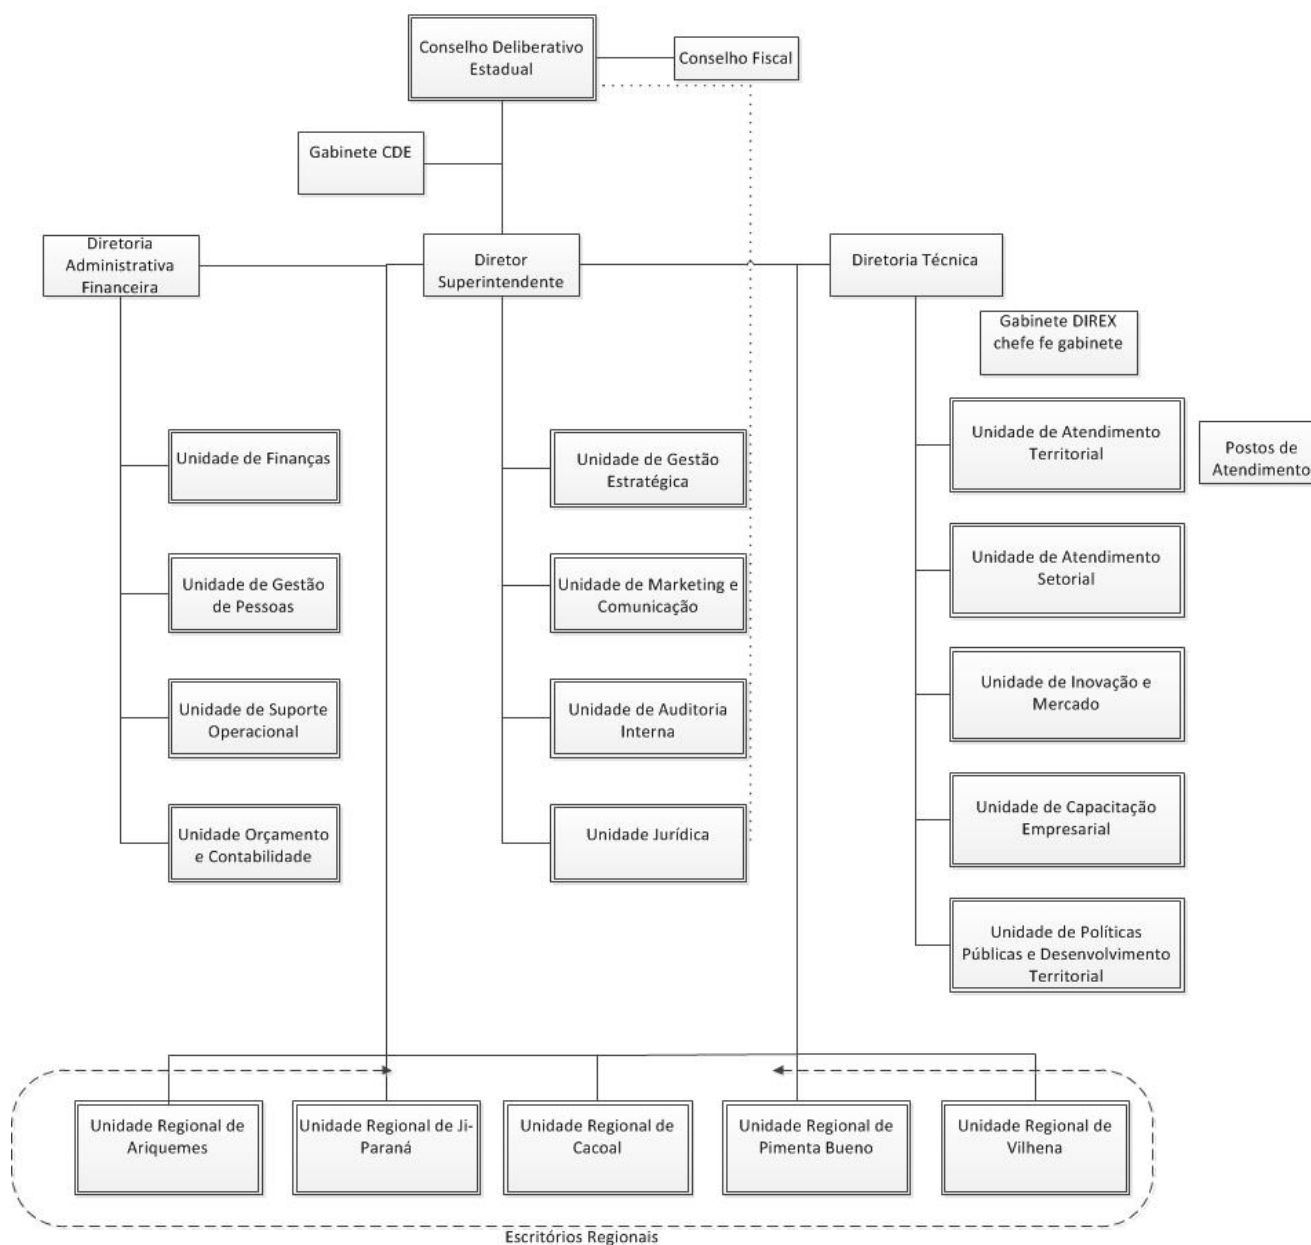 Conselho Deliberativo
Estadual
Conselho Fiscal
Gabinete CDE
Diretoria
Administrativa
Financeira
Diretor
Superintendente
Diretoria Técnica
Gabinete DIREX
chefe fe gabinete
Unidade de Finanças
Unidade de Gestão
de Pessoas
Unidade de Suporte
Operacional
Unidade Orçamento
e Contabilidade
Unidade de Gestão
Estratégica
Unidade de Marketing e
Comunicação
Unidade de Auditoria
Interna
Unidade Jurídica
Unidade de Atendimento
Territorial
Postos de
Atendimento
Unidade de Atendimento
Setorial
Unidade de Inovação e
Mercado
Unidade de Capacitação
Empresarial
Unidade de Políticas
Públicas e Desenvolvimento
Territorial
Unidade Regional de
Ariquemes
Unidade Regional de Ji-
Paraná
Unidade Regional de
Cacoal
Unidade Regional de
Pimenta Bueno
Unidade Regional de
Vilhena
Escritórios Regionais